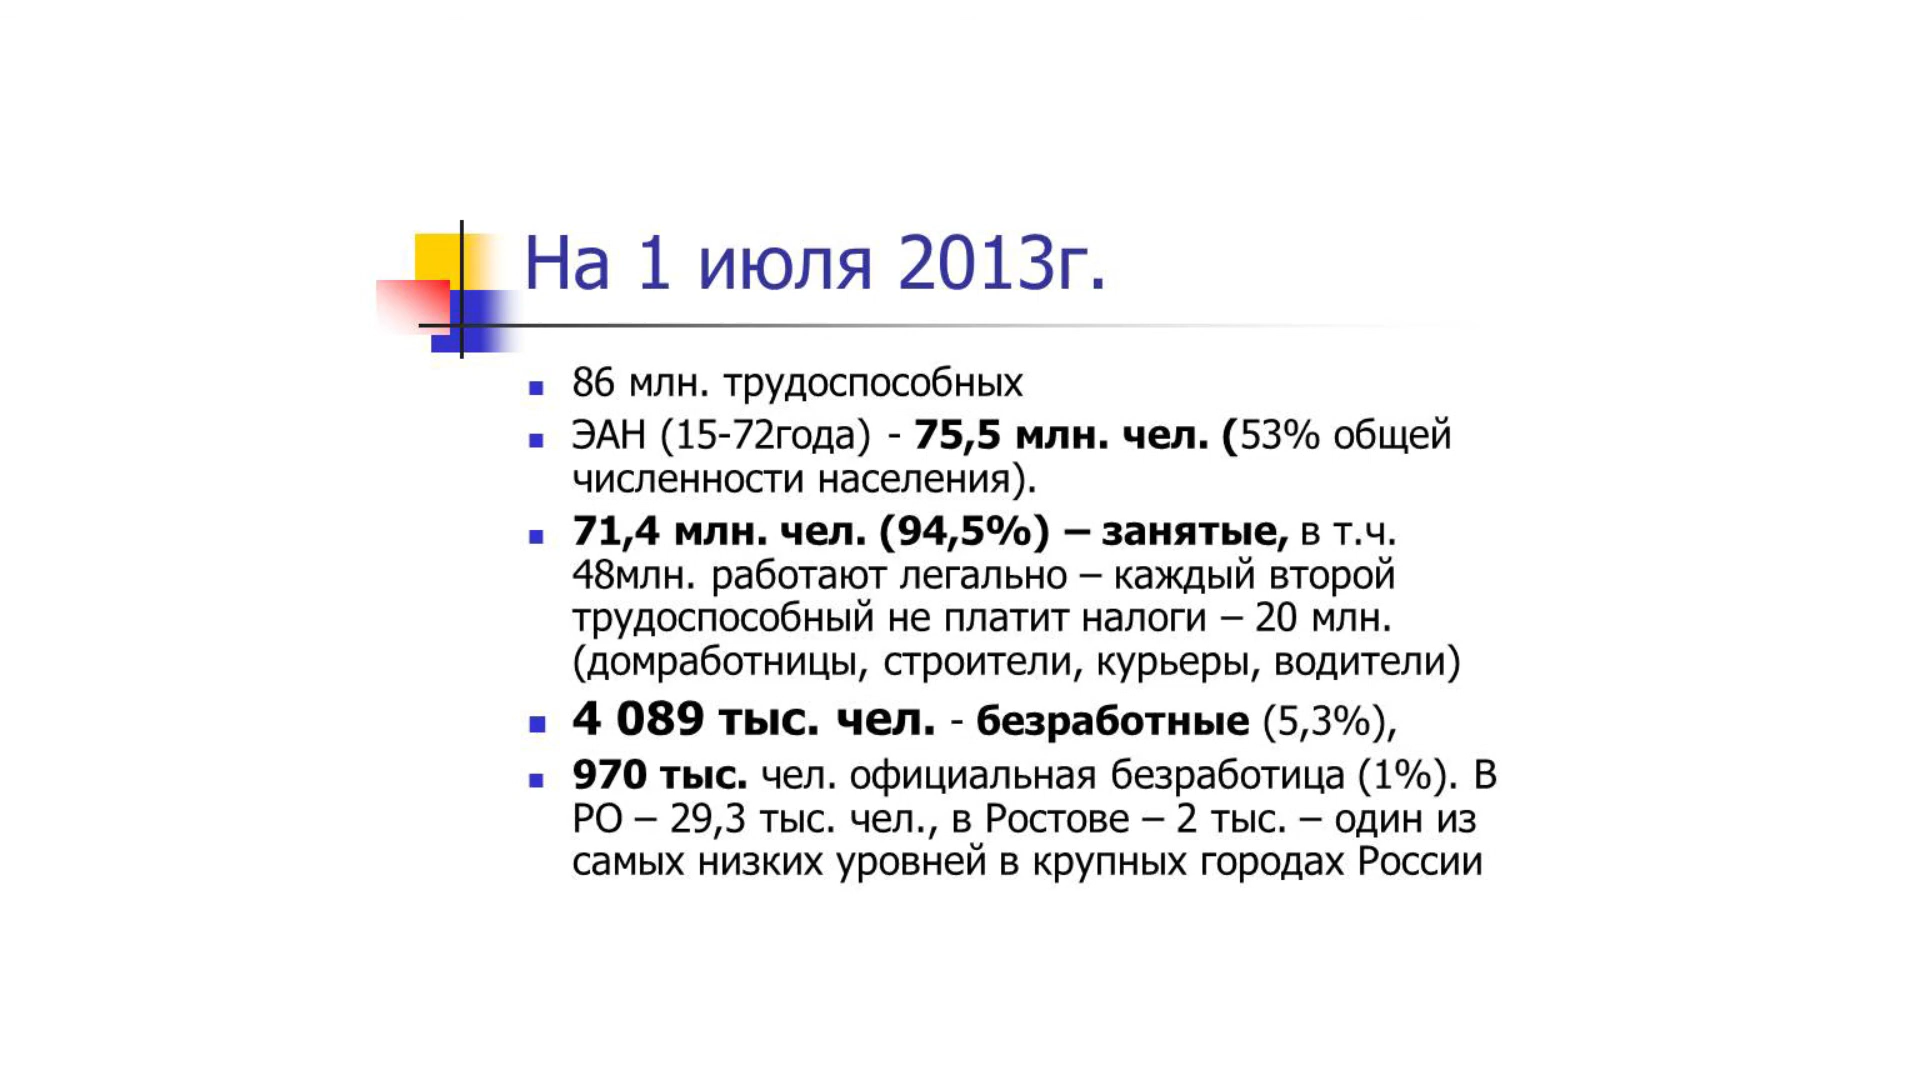 На 1 июля 2013г.
86 млн. трудоспособных
ЭАН (15-72года) - 75,5 млн. чел. (53% общей
численности населения).
71,4 млн. чел. (94,5%) – занятые, в т.ч.
48млн. работают легально – каждый второй
трудоспособный не платит налоги – 20 млн.
(домработницы, строители, курьеры, водители)
4 089 тыс. чел. - безработные (5,3%),
970 тыс. чел. официальная безработица (1%). В
РО – 29,3 тыс. чел., в Ростове – 2 тыс. – один из
самых низких уровней в крупных городах России